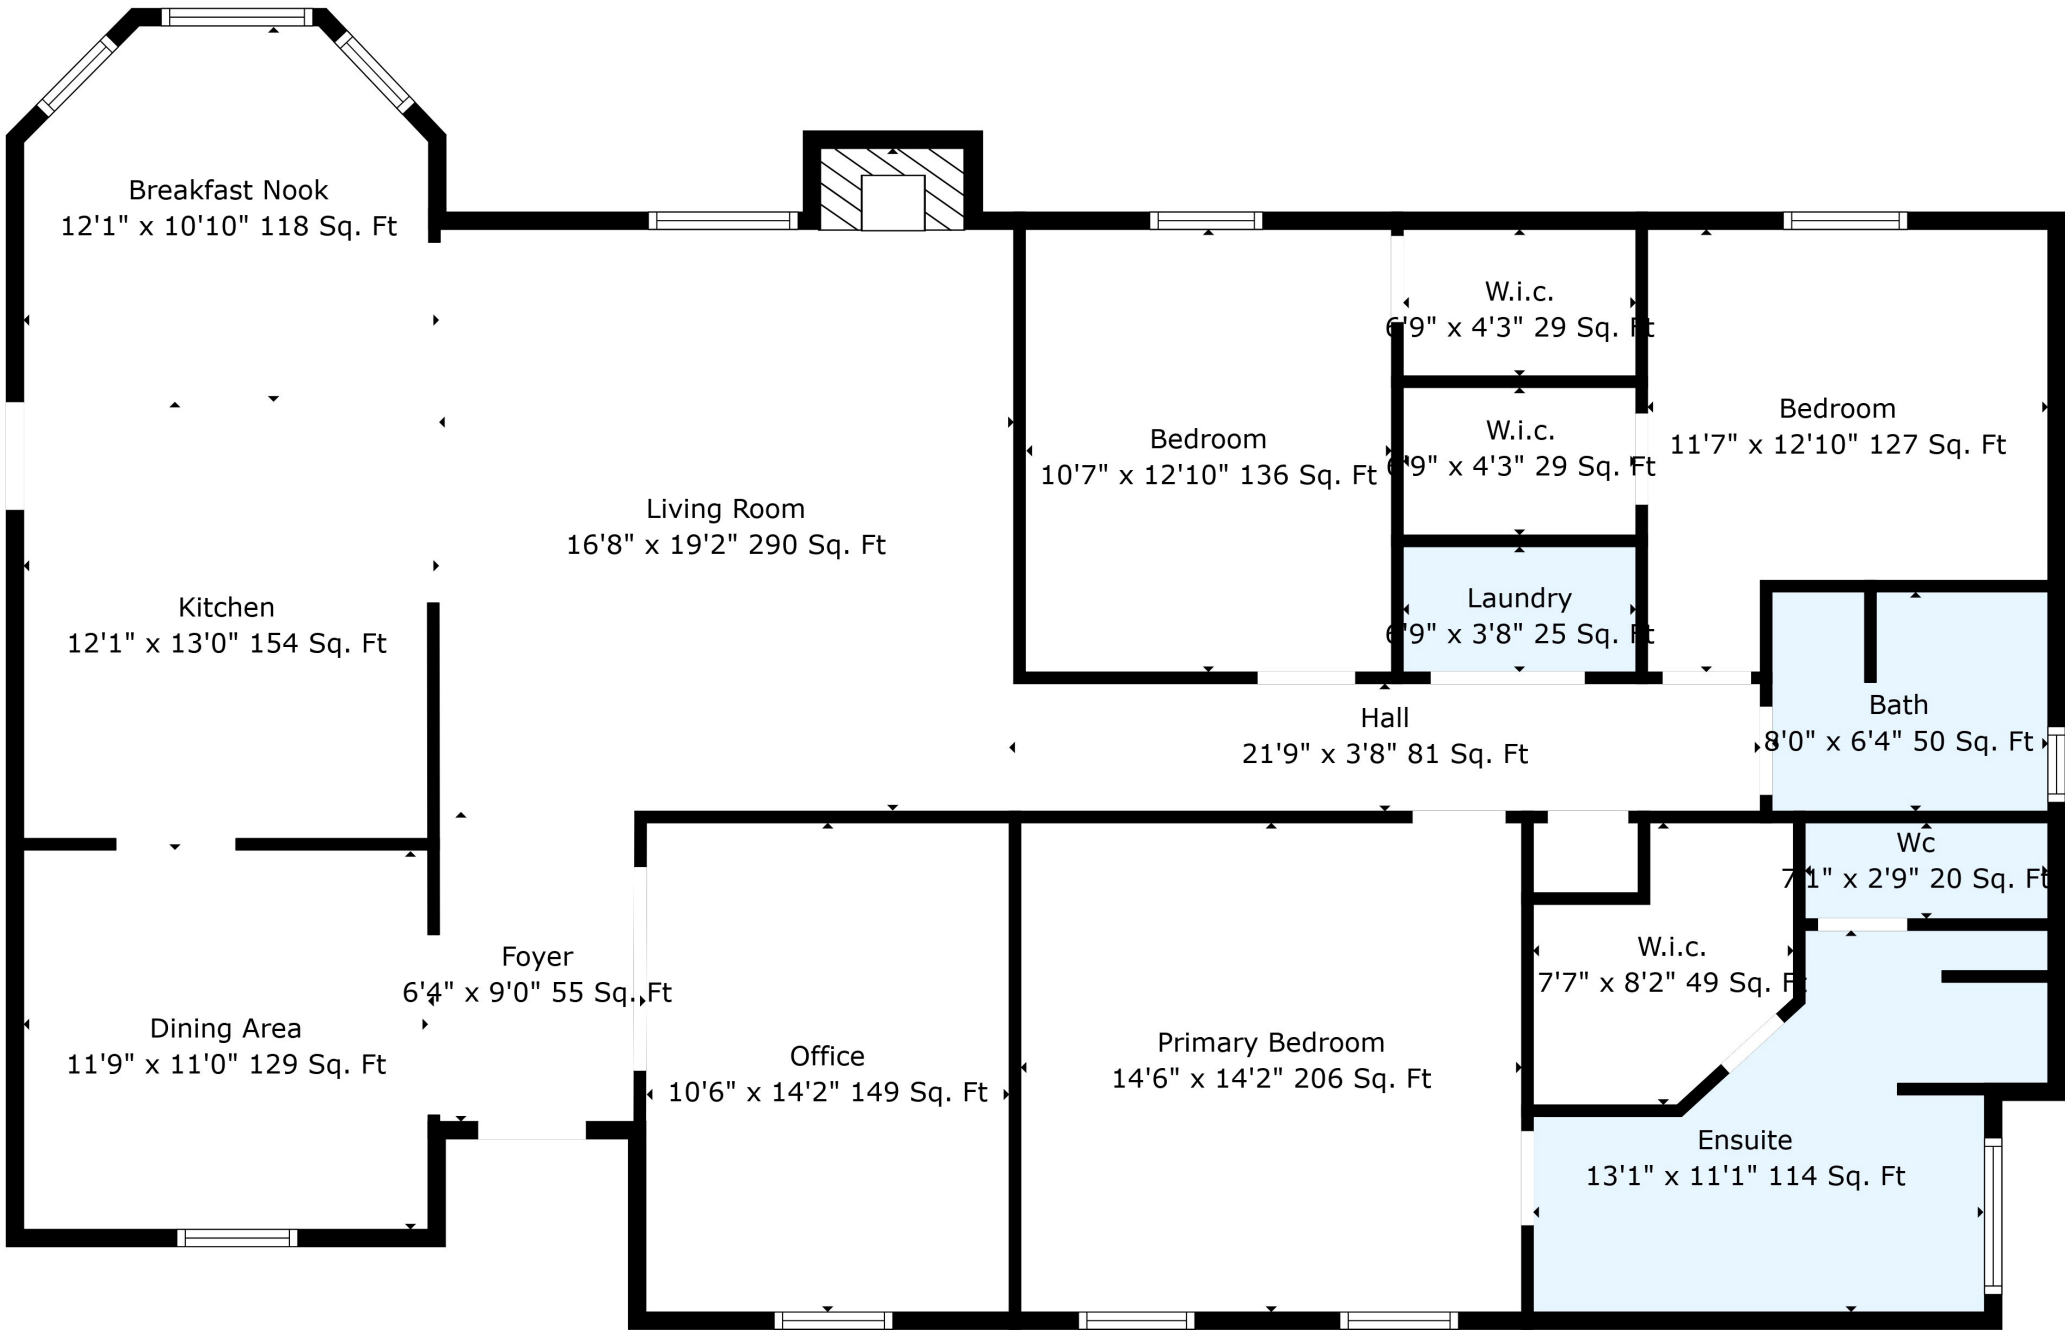 Breakfast Nook
12'1" x 10'10" 118 Sq. Ft
W.i.c.
6'9" x 4'3" 29 Sq. Ft
Bedroom
11'7" x 12'10" 127 Sq. Ft
Bedroom
10'7" x 12'10" 136 Sq. Ft
W.i.c.
6'9" x 4'3" 29 Sq. Ft
Living Room
16'8" x 19'2" 290 Sq. Ft
Kitchen
12'1" x 13'0" 154 Sq. Ft
Laundry
6'9" x 3'8" 25 Sq. Ft
Hall
21'9" x 3'8" 81 Sq. Ft
Bath
8'0" x 6'4" 50 Sq. Ft
Wc
7'1" x 2'9" 20 Sq. Ft
Foyer
6'4" x 9'0" 55 Sq. Ft
W.i.c.
7'7" x 8'2" 49 Sq. Ft
Dining Area
11'9" x 11'0" 129 Sq. Ft
Office
10'6" x 14'2" 149 Sq. Ft
Primary Bedroom
14'6" x 14'2" 206 Sq. Ft
Ensuite
13'1" x 11'1" 114 Sq. Ft